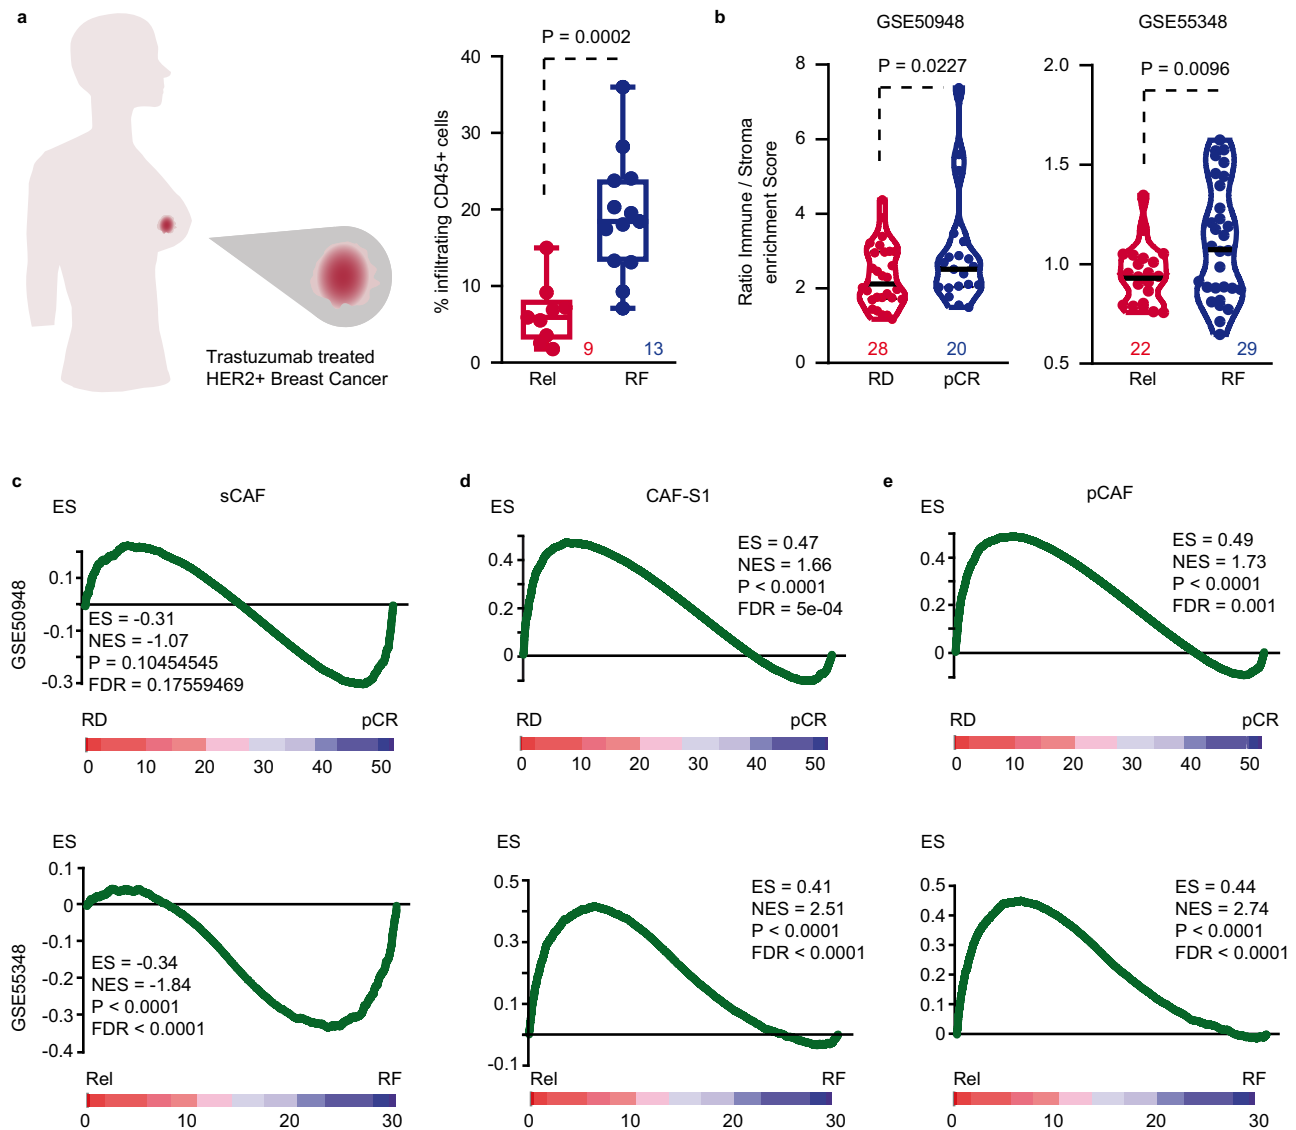 a
P = 0.0002
% infiltrating CD45+ cells
40
30
20
10
0
9
13
Rel
RF
Trastuzumab treated
HER2+ Breast Cancer
b
GSE50948
P = 0.0227
Ratio Immune / Stroma
enrichment Score
8
6
4
2
0
28
20
RD
pCR
GSE55348
P = 0.0096
2.0
1.5
1.0
0.5
22
29
Rel
RF
c
sCAF
ES
GSE50948
0.1
-0.1
-0.3
ES = -0.31
NES = -1.07
P = 0.10454545
FDR = 0.17559469
RD
pCR
0 10 20 30 40 50
d
CAF-S1
ES
0.4
0.2
0
ES = 0.47
NES = 1.66
P < 0.0001
FDR = 5e-04
RD
pCR
0 10 20 30 40 50
e
pCAF
ES
0.4
0.2
0
ES = 0.49
NES = 1.73
P < 0.0001
FDR = 0.001
RD
pCR
0 10 20 30 40 50
ES
GSE55348
0.1
0
-0.1
-0.2
-0.3
-0.4
ES = -0.34
NES = -1.84
P < 0.0001
FDR < 0.0001
Rel
RF
0 10 20 30
ES
0.5
0.3
0.1
-0.1
ES = 0.41
NES = 2.51
P < 0.0001
FDR < 0.0001
Rel
RF
0 10 20 30
ES
0.5
0.4
0.3
0.2
0.1
0
ES = 0.44
NES = 2.74
P < 0.0001
FDR < 0.0001
Rel
RF
0 10 20 30